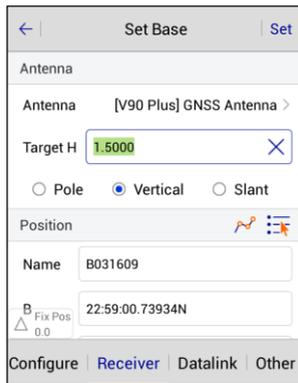 Set Base Set
Antenna
Antenna [V90 Plus] GNSS Antenna >
Target H 1.5000
Pole Vertical Slant
Position
Name B031609
B 22:59:00.73934N
Fix Pos
0.0
Configure Receiver Datalink Other